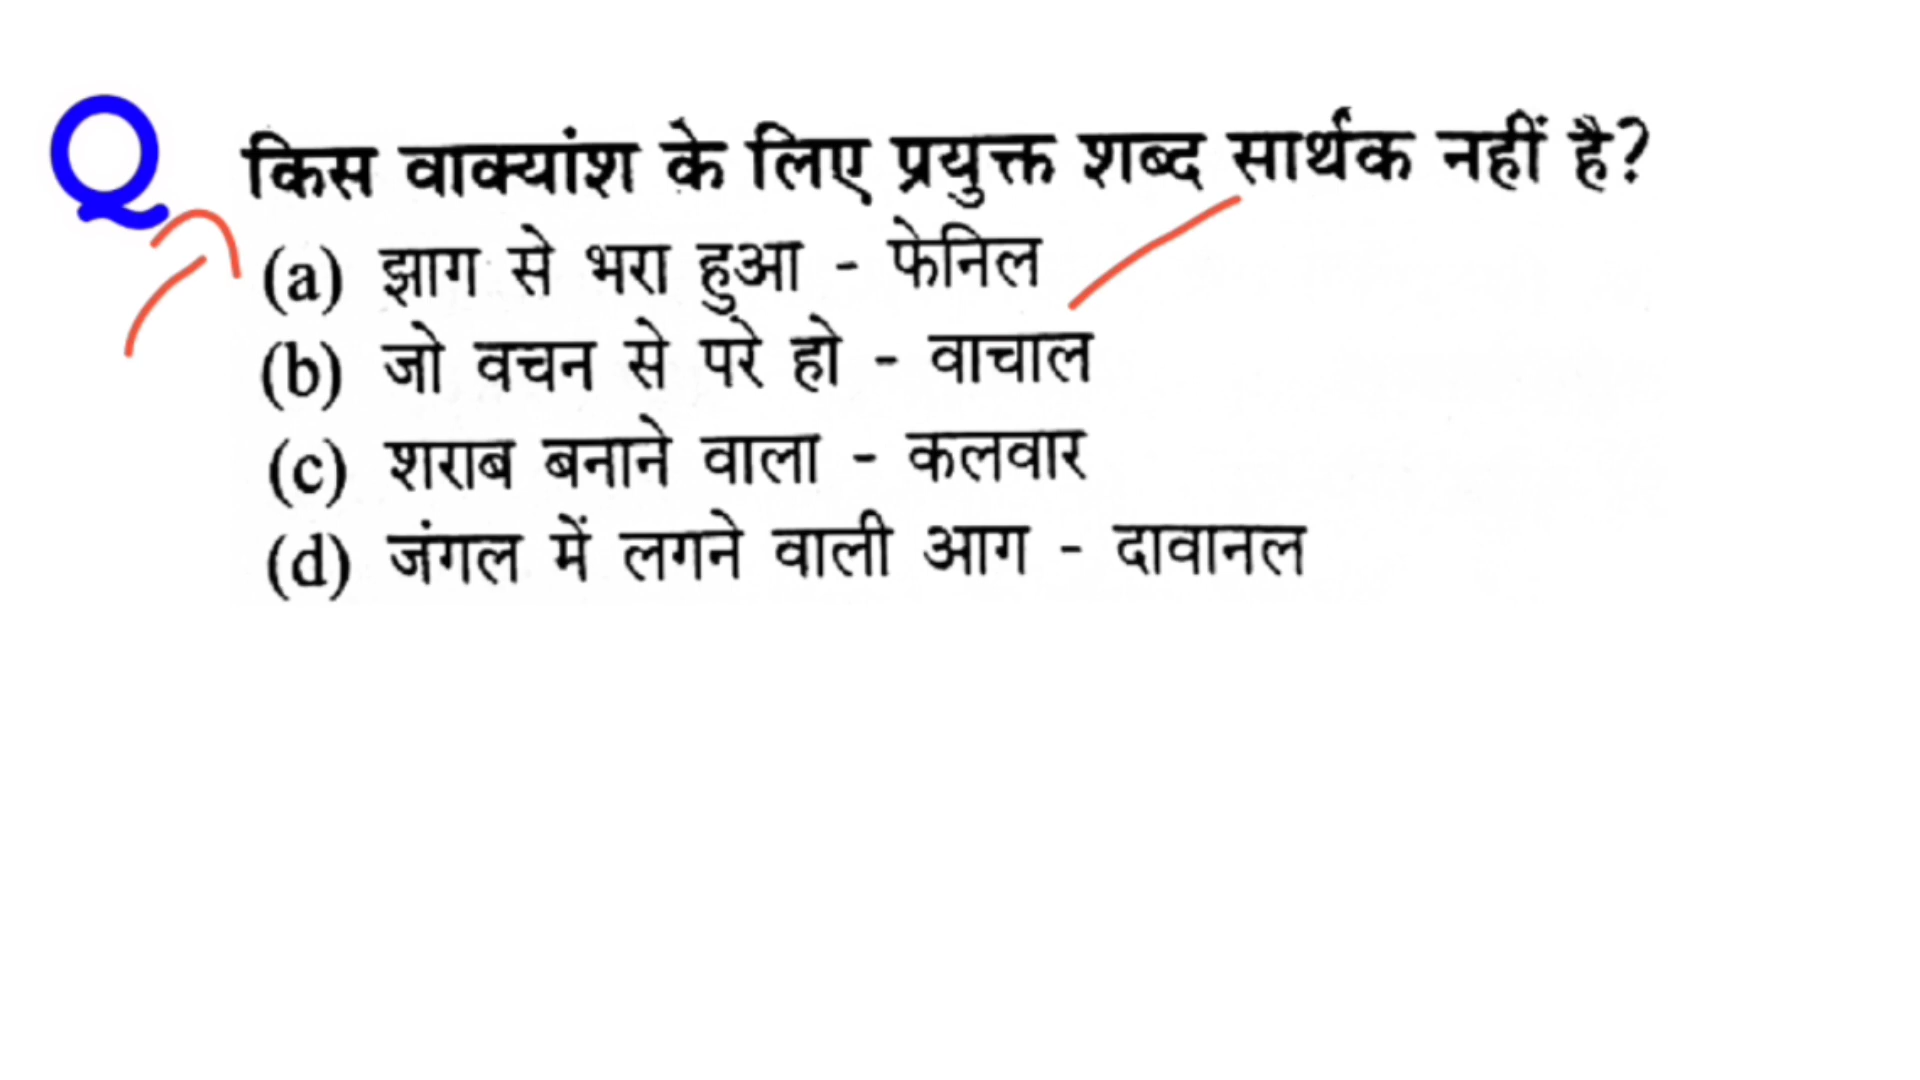 Q किस वाक्यांश के लिए प्रयुक्त शब्द सार्थक नहीं है?
(a) झाग से भरा हुआ - फेनिल
(b) जो वचन से परे हो - वाचाल
(c) शराब बनाने वाला - कलवार
(d) जंगल में लगने वाली आग - दावानल